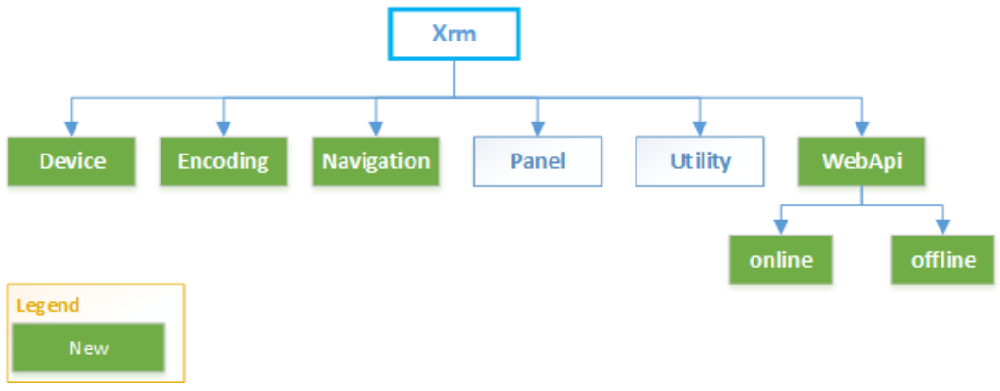 Xrm
Device
Encoding
Navigation
Panel
Utility
WebApi
online
offline
Legend
New